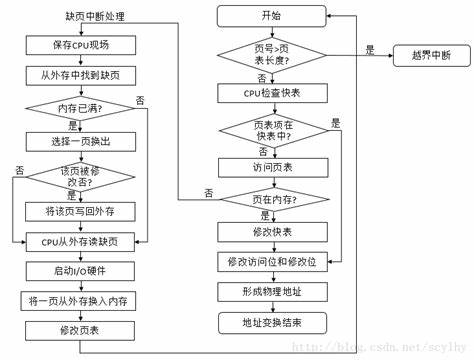 缺页中断处理
保存CPU现场
从外存中找到缺页
内存已满?
否
是
选择一页换出
否
该页被修
改否?
是
将该页写回外存
CPU从外存读缺页
启动I/O硬件
将一页从外存换入内存
修改页表
开始
页号>页
表长度?
是
越界中断
否
CPU检查快表
页表项在
快表中?
是
否
访问页表
否
页在内存?
是
修改快表
修改访问位和修改位
形成物理地址
地址变换结束
http://blog.csdn.net/scylhy